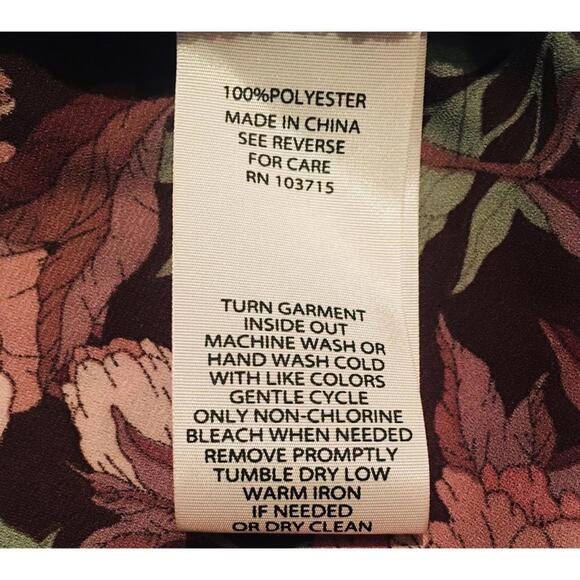 100%POLYESTER
MADE IN CHINA
SEE REVERSE
FOR CARE
RN 103715
TURN GARMENT
INSIDE OUT
MACHINE WASH OR
HAND WASH COLD
WITH LIKE COLORS
GENTLE CYCLE
ONLY NON-CHLORINE
BLEACH WHEN NEEDED
REMOVE PROMPTLY
TUMBLE DRY LOW
WARM IRON
IF NEEDED
OR DRY CLEAN